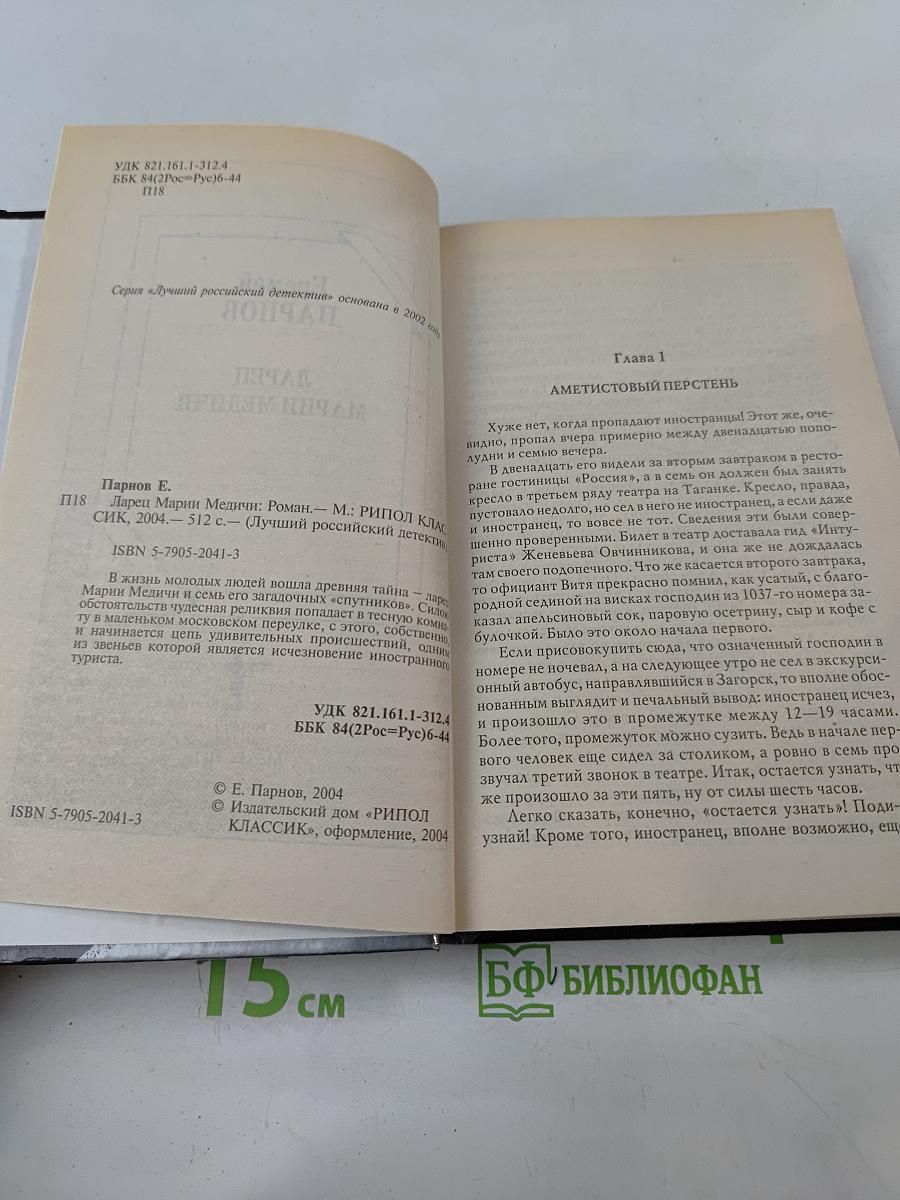 УДК 821.161.1-312.4
ББК 84(2Рос=Рус)6-44
П18
Серия «Лучший российский детектив» основана в 2002 году
Парнов Е.
П18 Ларец Марии Медичи: Роман.— М.: РИПОЛ КЛАС-
СИК, 2004.— 512 с.— (Лучший российский детектив)
ISBN 5-7905-2041-3
В жизнь молодых людей вошла древняя тайна – ларец
Марии Медичи и семь его загадочных «спутников». Силою
обстоятельств чудесная реликвия попадает в тесную комна-
ту в маленьком московском переулке, с этого, собственно,
и начинается цепь удивительных происшествий, одним
из звеньев которой является исчезновение иностранного
туриста.
УДК 821.161.1-312.4
ББК 84(2Рос=Рус)6-44
© Е. Парнов, 2004
© Издательский дом «РИПОЛ
КЛАССИК», оформление, 2004
ISBN 5-7905-2041-3
Глава 1
АМЕТИСТОВЫЙ ПЕРСТЕНЬ
Хуже нет, когда пропадают иностранцы! Этот же, оче-
видно, пропал вчера примерно между двенадцатью попо-
лудни и семью вечера.
В двенадцать его видели за вторым завтраком в ресто-
ране гостиницы «Россия», а в семь он должен был занять
кресло в третьем ряду театра на Таганке. Кресло, правда,
пустовало недолго, но сел в него не иностранец, а если даже
и иностранец, то вовсе не тот. Сведения эти были совер-
шенно проверенными. Билет в театр доставала гид «Инту-
риста» Женевьева Овчинникова, и она же не дождалась
там своего подопечного. Что же касается второго завтрака,
то официант Витя прекрасно помнил, как усатый, с благо-
родной сединой на висках господин из 1037-го номера за-
казал апельсиновый сок, паровую осетрину, сыр и кофе с
булочкой. Было это около начала первого.
Если присовокупить сюда, что означенный господин в
номере не ночевал, а на следующее утро не сел в экскурси-
онный автобус, направлявшийся в Загорск, то вполне обос-
нованным выглядит и печальный вывод: иностранец исчез,
и произошло это в промежутке между 12—19 часами.
Более того, промежуток можно сузить. Ведь в начале пер-
вого человек еще сидел за столиком, а ровно в семь про
звучал третий звонок в театре. Итак, остается узнать, чт
же произошло за эти пять, ну от силы шесть часов.
Легко сказать, конечно, «остается узнать»! Поди-
узнай! Кроме того, иностранец, вполне возможно, ещ
15 см
БФ БИБЛИОФАН